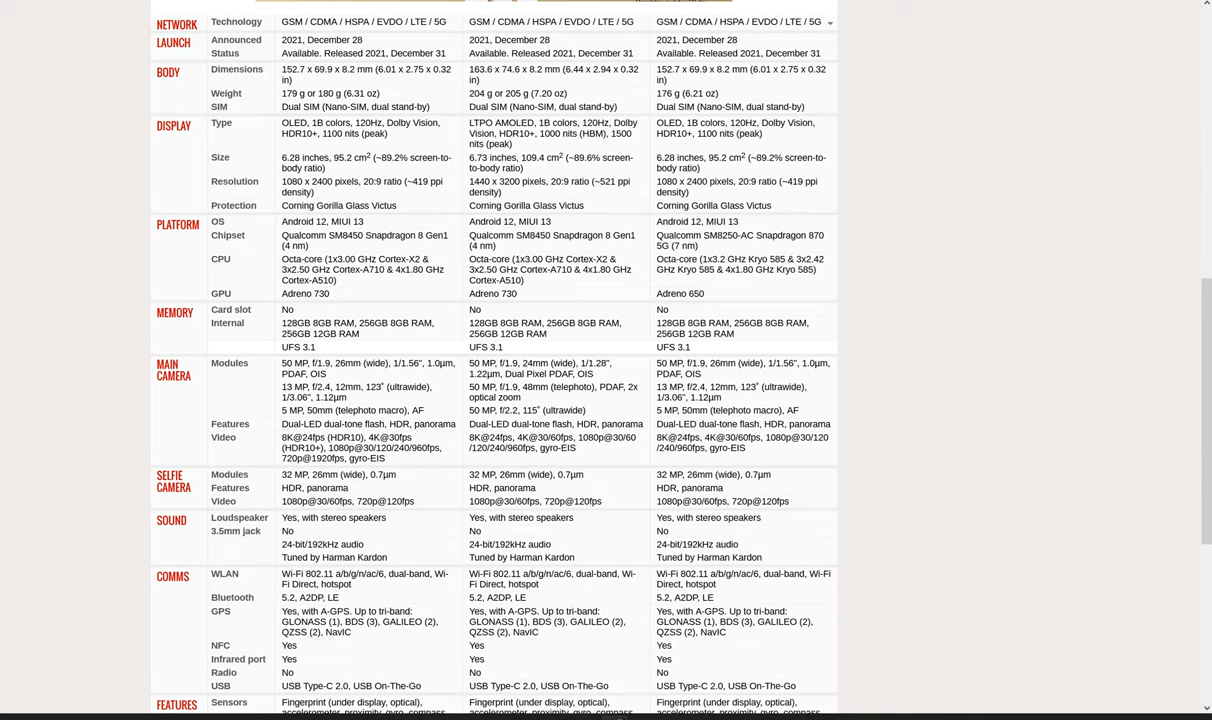 NETWORK Technology GSM / CDMA / HSPA / EVDO / LTE / 5G GSM / CDMA / HSPA / EVDO / LTE / 5G GSM / CDMA / HSPA / EVDO / LTE / 5G
LAUNCH Announced 2021, December 28 2021, December 28 2021, December 28
Status Available. Released 2021, December 31 Available. Released 2021, December 31 Available. Released 2021, December 31
BODY Dimensions 152.7 x 69.9 x 8.2 mm (6.01 x 2.75 x 0.32 163.6 x 74.6 x 8.2 mm (6.44 x 2.94 x 0.32 152.7 x 69.9 x 8.2 mm (6.01 x 2.75 x 0.32
in) in) in)
Weight 179 g or 180 g (6.31 oz) 204 g or 205 g (7.20 oz) 176 g (6.21 oz)
SIM Dual SIM (Nano-SIM, dual stand-by) Dual SIM (Nano-SIM, dual stand-by) Dual SIM (Nano-SIM, dual stand-by)
DISPLAY Type OLED, 1B colors, 120Hz, Dolby Vision, LTPO AMOLED, 1B colors, 120Hz, Dolby OLED, 1B colors, 120Hz, Dolby Vision,
HDR10+, 1100 nits (peak) Vision, HDR10+, 1000 nits (HBM), 1500 HDR10+, 1100 nits (peak)
nits (peak)
Size 6.28 inches, 95.2 cm2 (~89.2% screen-to- 6.73 inches, 109.4 cm2 (~89.6% screen- 6.28 inches, 95.2 cm2 (~89.2% screen-to-
body ratio) to-body ratio) body ratio)
Resolution 1080 x 2400 pixels, 20:9 ratio (~419 ppi 1440 x 3200 pixels, 20:9 ratio (~521 ppi 1080 x 2400 pixels, 20:9 ratio (~419 ppi
density) density) density)
Protection Corning Gorilla Glass Victus Corning Gorilla Glass Victus Corning Gorilla Glass Victus
PLATFORM OS Android 12, MIUI 13 Android 12, MIUI 13 Android 12, MIUI 13
Chipset Qualcomm SM8450 Snapdragon 8 Gen1 Qualcomm SM8450 Snapdragon 8 Gen1 Qualcomm SM8250-AC Snapdragon 870
(4 nm) (4 nm) 5G (7 nm)
CPU Octa-core (1x3.00 GHz Cortex-X2 & Octa-core (1x3.00 GHz Cortex-X2 & Octa-core (1x3.2 GHz Kryo 585 & 3x2.42
3x2.50 GHz Cortex-A710 & 4x1.80 GHz 3x2.50 GHz Cortex-A710 & 4x1.80 GHz GHz Kryo 585 & 4x1.80 GHz Kryo 585)
Cortex-A510) Cortex-A510)
GPU Adreno 730 Adreno 730 Adreno 650
MEMORY Card slot No No No
Internal 128GB 8GB RAM, 256GB 8GB RAM, 128GB 8GB RAM, 256GB 8GB RAM, 128GB 8GB RAM, 256GB 8GB RAM,
256GB 12GB RAM 256GB 12GB RAM 256GB 12GB RAM
UFS 3.1 UFS 3.1 UFS 3.1
MAIN Modules 50 MP, f/1.9, 26mm (wide), 1/1.56", 1.0µm, 50 MP, f/1.9, 24mm (wide), 1/1.28", 50 MP, f/1.9, 26mm (wide), 1/1.56", 1.0µm,
CAMERA PDAF, OIS 1.22µm, Dual Pixel PDAF, OIS PDAF, OIS
13 MP, f/2.4, 12mm, 123˚ (ultrawide), 50 MP, f/1.9, 48mm (telephoto), PDAF, 2x 13 MP, f/2.4, 12mm, 123˚ (ultrawide),
1/3.06", 1.12µm optical zoom 1/3.06", 1.12µm
5 MP, 50mm (telephoto macro), AF 50 MP, f/2.2, 115˚ (ultrawide) 5 MP, 50mm (telephoto macro), AF
Features Dual-LED dual-tone flash, HDR, panorama Dual-LED dual-tone flash, HDR, panorama Dual-LED dual-tone flash, HDR, panorama
Video 8K@24fps (HDR10), 4K@30fps 8K@24fps, 4K@30/60fps, 1080p@30/60 8K@24fps, 4K@30/60fps, 1080p@30/120
(HDR10+), 1080p@30/120/240/960fps, /120/240/960fps, gyro-EIS /240/960fps, gyro-EIS
720p@1920fps, gyro-EIS
SELFIE Modules 32 MP, 26mm (wide), 0.7µm 32 MP, 26mm (wide), 0.7µm 32 MP, 26mm (wide), 0.7µm
CAMERA Features HDR, panorama HDR, panorama HDR, panorama
Video 1080p@30/60fps, 720p@120fps 1080p@30/60fps, 720p@120fps 1080p@30/60fps, 720p@120fps
SOUND Loudspeaker Yes, with stereo speakers Yes, with stereo speakers Yes, with stereo speakers
3.5mm jack No No No
24-bit/192kHz audio 24-bit/192kHz audio 24-bit/192kHz audio
Tuned by Harman Kardon Tuned by Harman Kardon Tuned by Harman Kardon
COMMS WLAN Wi-Fi 802.11 a/b/g/n/ac/6, dual-band, Wi- Wi-Fi 802.11 a/b/g/n/ac/6, dual-band, Wi- Wi-Fi 802.11 a/b/g/n/ac/6, dual-band, Wi-Fi
Fi Direct, hotspot Fi Direct, hotspot Direct, hotspot
Bluetooth 5.2, A2DP, LE 5.2, A2DP, LE 5.2, A2DP, LE
GPS Yes, with A-GPS. Up to tri-band: Yes, with A-GPS. Up to tri-band: Yes, with A-GPS. Up to tri-band:
GLONASS (1), BDS (3), GALILEO (2), GLONASS (1), BDS (3), GALILEO (2), GLONASS (1), BDS (3), GALILEO (2),
QZSS (2), NavIC QZSS (2), NavIC QZSS (2), NavIC
NFC Yes Yes Yes
Infrared port Yes Yes Yes
Radio No No No
USB USB Type-C 2.0, USB On-The-Go USB Type-C 2.0, USB On-The-Go USB Type-C 2.0, USB On-The-Go
FEATURES Sensors Fingerprint (under display, optical), Fingerprint (under display, optical), Fingerprint (under display, optical),
accelerometer, proximity, gyro, compass accelerometer, proximity, gyro, compass accelerometer, proximity, gyro, compass